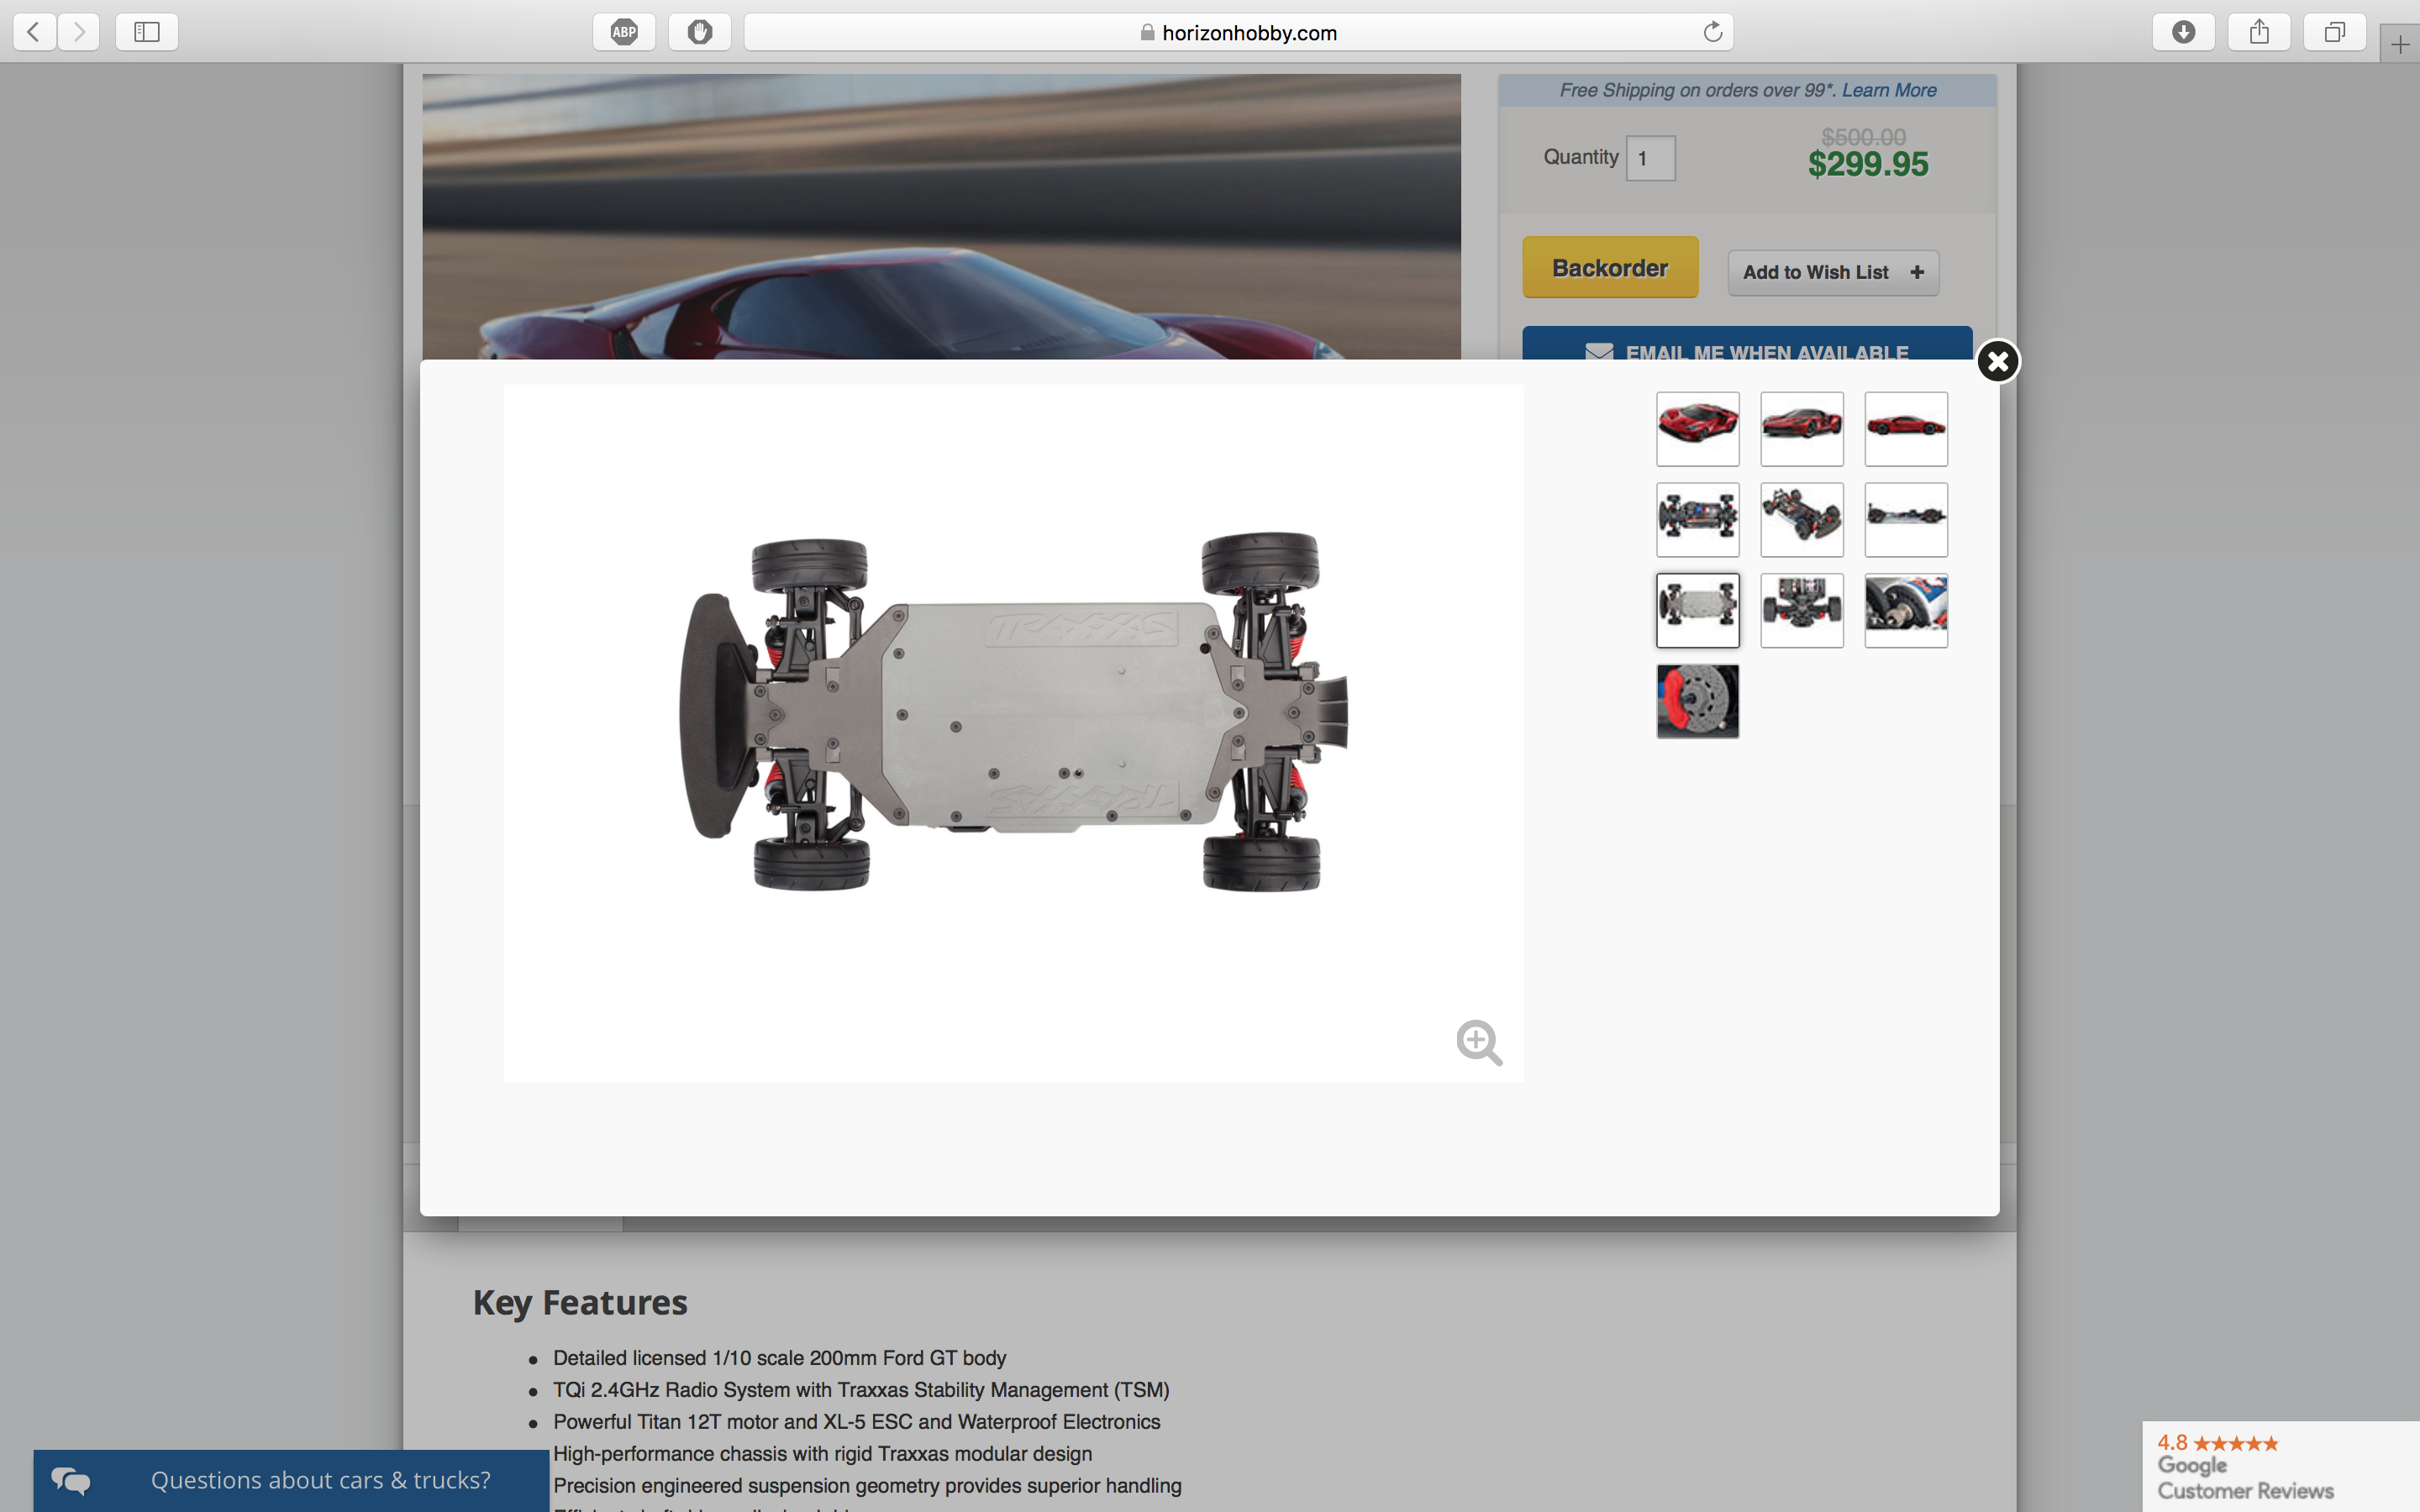 ABP
horizonhobby.com
Free Shipping on orders over 99*. Learn More
Quantity 1
$500.00
$299.95
Backorder
Add to Wish List +
EMAIL ME WHEN AVAILABLE
TRAXXAS
TRAXXAS
Key Features
• Detailed licensed 1/10 scale 200mm Ford GT body
• TQi 2.4GHz Radio System with Traxxas Stability Management (TSM)
• Powerful Titan 12T motor and XL-5 ESC and Waterproof Electronics
High-performance chassis with rigid Traxxas modular design
Precision engineered suspension geometry provides superior handling
Questions about cars & trucks?
4.8 ★★★★★
Google
Customer Reviews